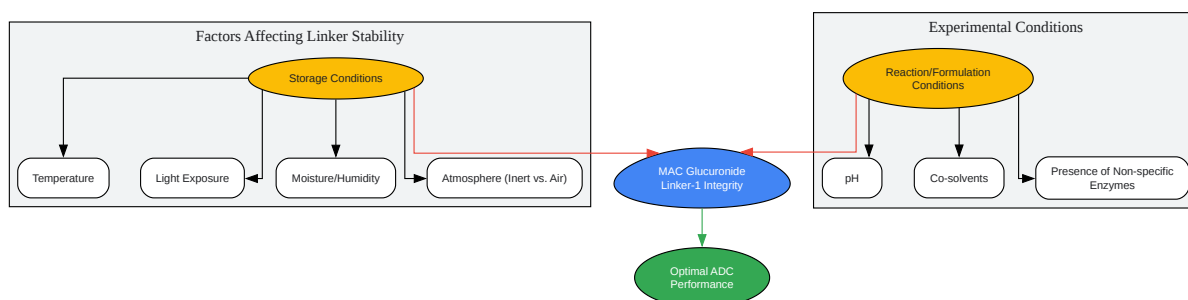 Factors Affecting Linker Stability
Storage Conditions
Temperature
Light Exposure
Moisture/Humidity
Atmosphere (Inert vs. Air)
Experimental Conditions
Reaction/Formulation
Conditions
pH
Co-solvents
Presence of Non-specific
Enzymes
MAC Glucuronide
Linker-1 Integrity
Optimal ADC
Performance